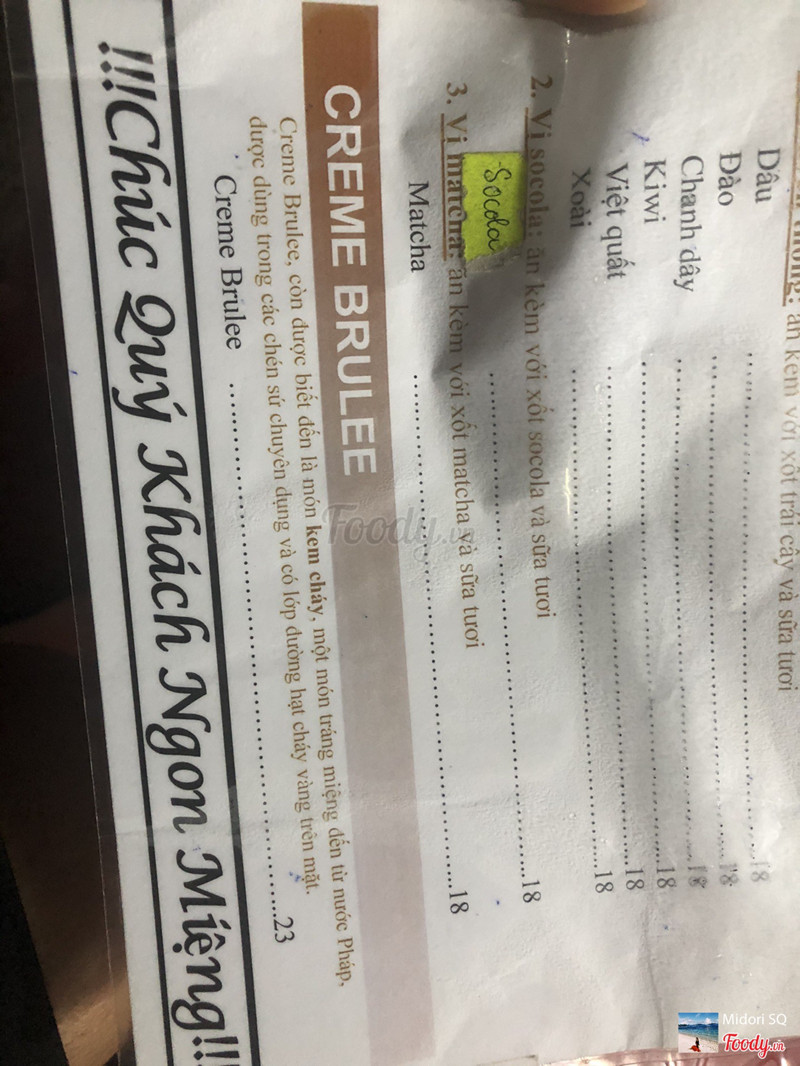 thống: ăn kèm với xốt trái cây và sữa tươi
Dâu ........18
Đào ........18
Chanh dây ........18
Kiwi ........18
Việt quất ........18
Xoài ........18
2. Vị socola: ăn kèm với xốt socola và sữa tươi
Socola ........18
3. Vị matcha: ăn kèm với xốt matcha và sữa tươi
Matcha ........18
CREME BRULEE
Creme Brulee, còn được biết đến là món kem cháy, một món tráng miệng đến từ nước Pháp,
được dùng trong các chén sứ chuyên dụng và có lớp đường hạt cháy vàng trên mặt.
Creme Brulee ........23
!!!Chúc Quý Khách Ngon Miệng!!!
Foody.vn
Midori SQ
Foody.vn